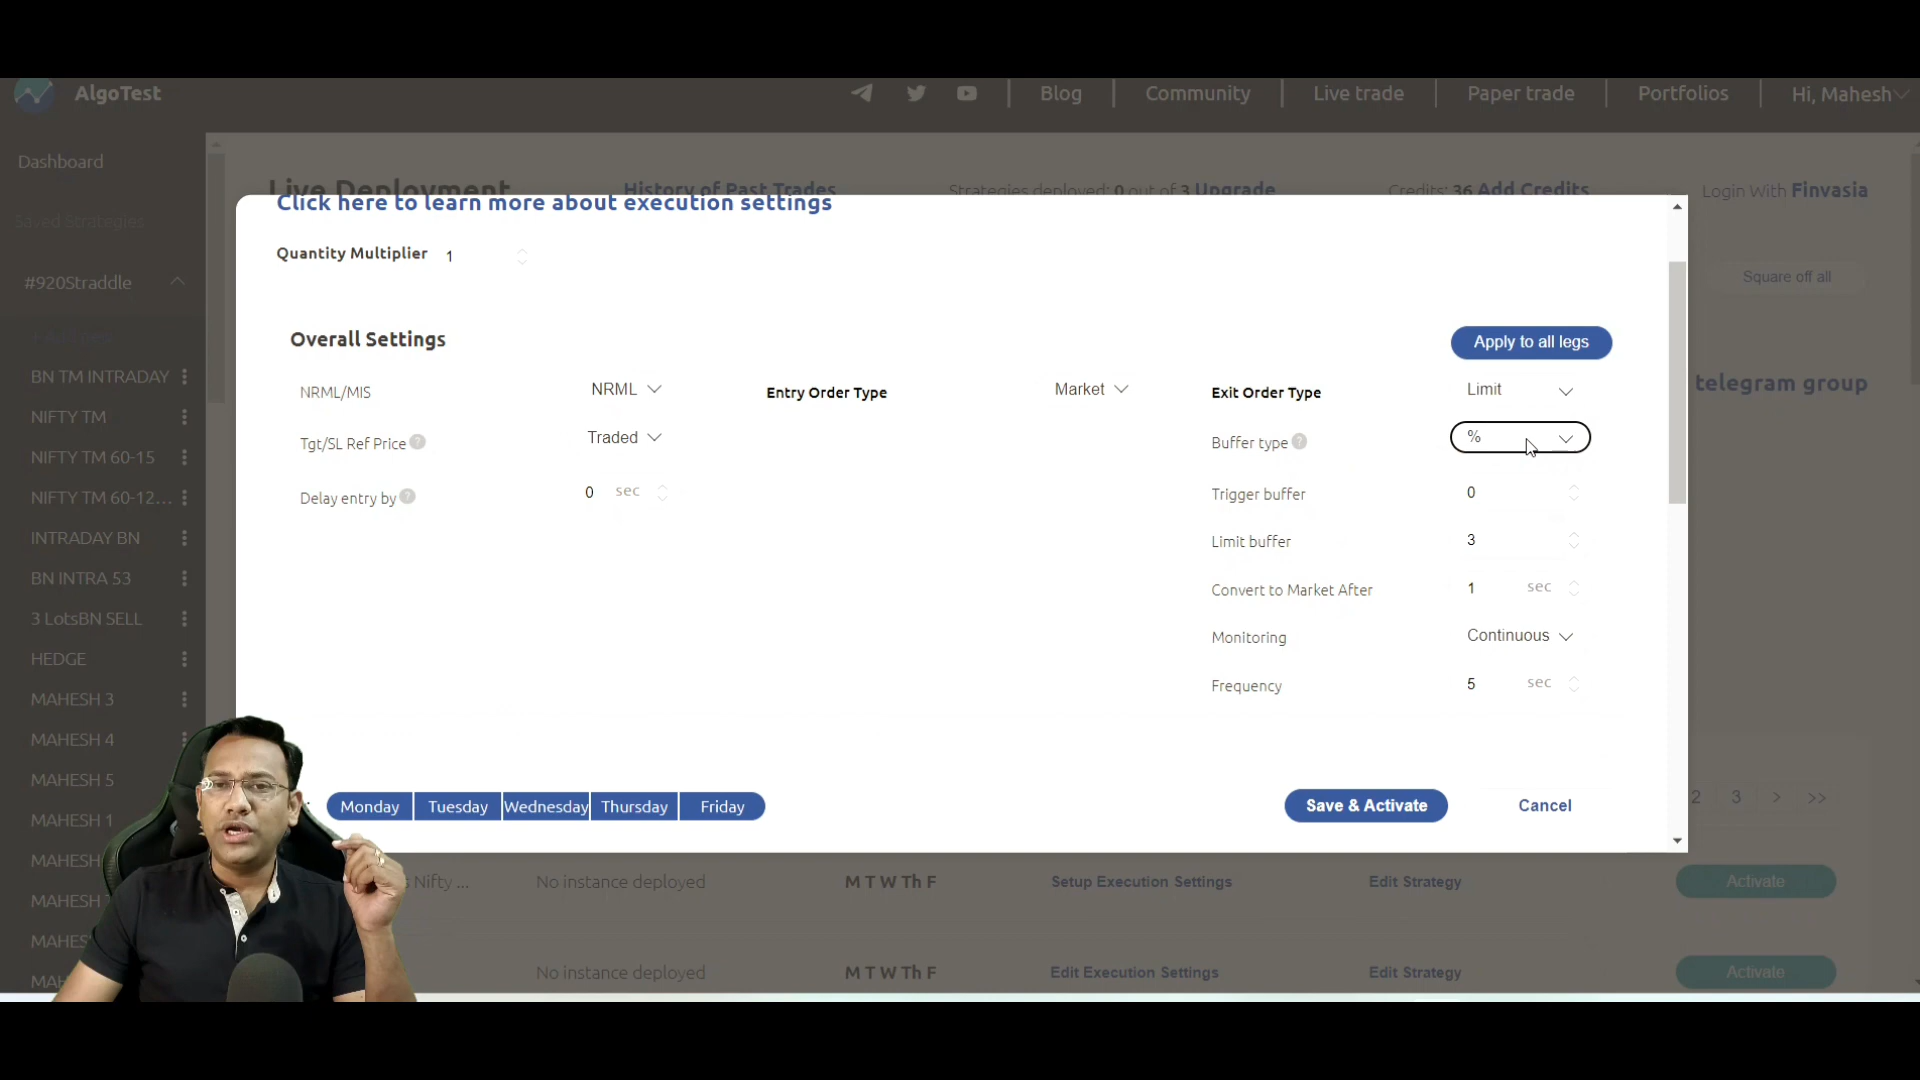 AlgoTest
Blog
Community
Live trade
Paper trade
Portfolios
Hi, Mahesh
Dashboard
Live Deployment
History of Past Trades
Strategies deployed: 0 out of 3 Upgrade
Credits: 36 Add Credits
Login With Finvasia
Saved Strategies
Click here to learn more about execution settings
Quantity Multiplier 1
#920Straddle
Square off all
Overall Settings
Apply to all legs
BN TM INTRADAY
NRML/MIS
NRML
Entry Order Type
Market
Exit Order Type
Limit
telegram group
NIFTY TM
Tgt/SL Ref Price ?
Traded
Buffer type ?
%
NIFTY TM 60-15
NIFTY TM 60-12...
Delay entry by ?
0 sec
Trigger buffer
0
INTRADAY BN
Limit buffer
3
BN INTRA 53
Convert to Market After
1 sec
3 LotsBN SELL
Monitoring
Continuous
HEDGE
Frequency
5 sec
MAHESH 3
MAHESH 4
MAHESH 5
Monday
Tuesday
Wednesday
Thursday
Friday
Save & Activate
Cancel
2 3 > >>
MAHESH 1
MAHESH
s Nifty ...
No instance deployed
M T W Th F
Setup Execution Settings
Edit Strategy
Activate
MAHESH
MAHES
MAH
No instance deployed
M T W Th F
Edit Execution Settings
Edit Strategy
Activate